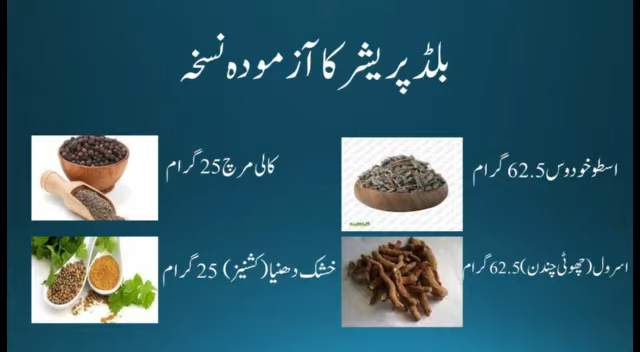 بلڈ پریشر کا آزمودہ نسخہ
اسطوخودوس 62.5 گرام
کالی مرچ 25 گرام
اسرول (چھوٹی چندن) 62.5 گرام
خشک دھنیا (کشنیز) 25 گرام